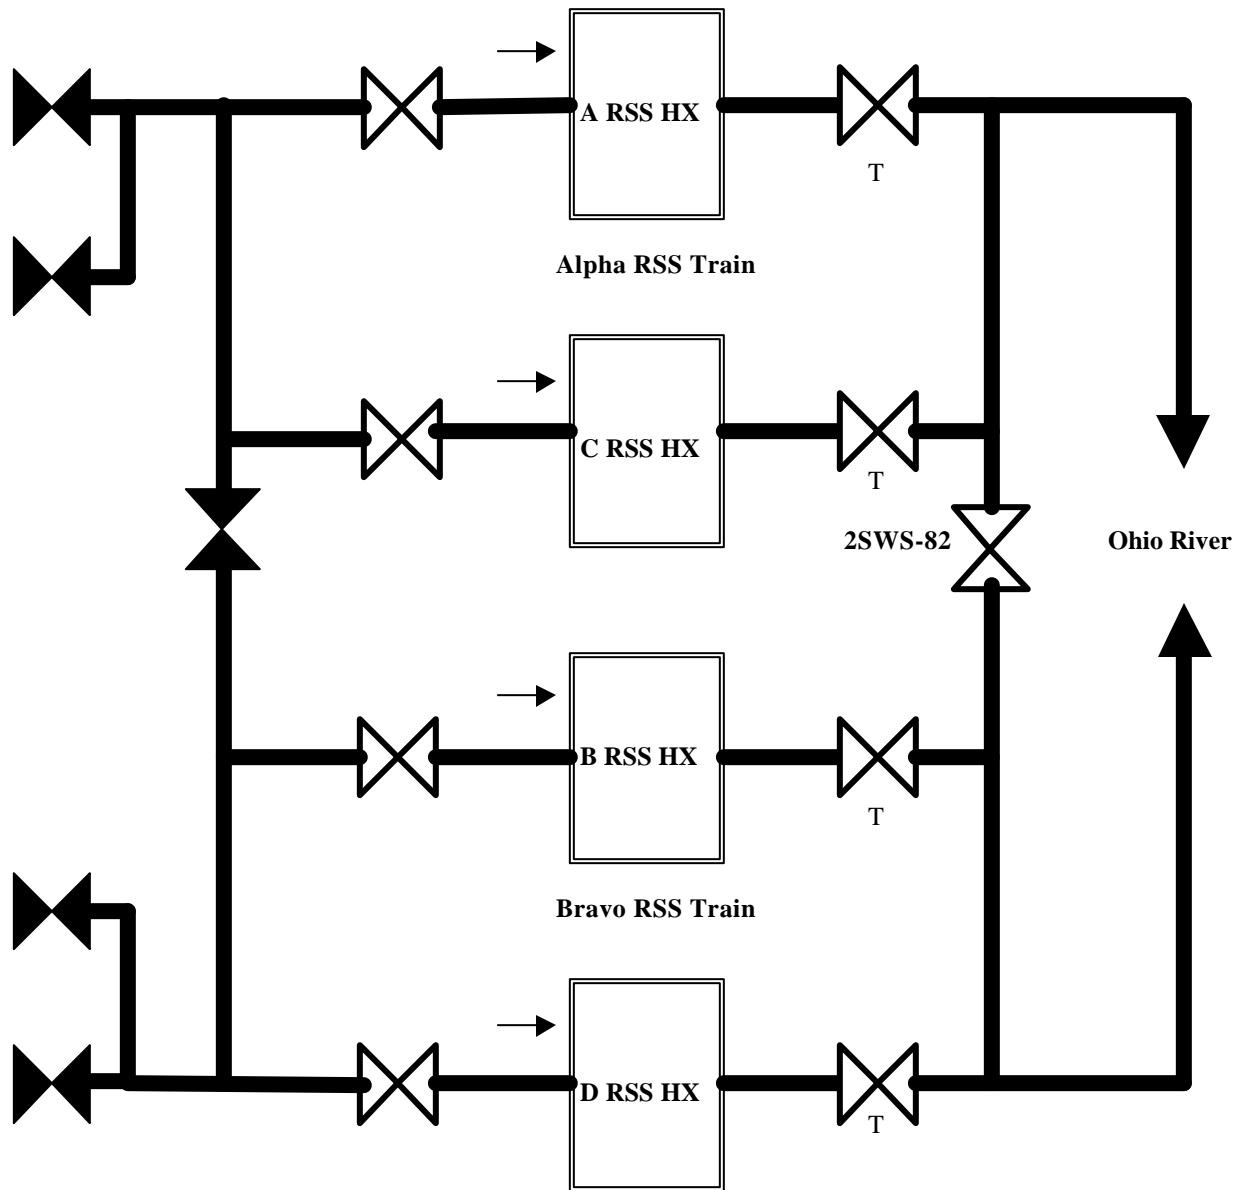 A RSS HX
T
Alpha RSS Train
C RSS HX
T
2SWS-82
Ohio River
B RSS HX
T
Bravo RSS Train
D RSS HX
T